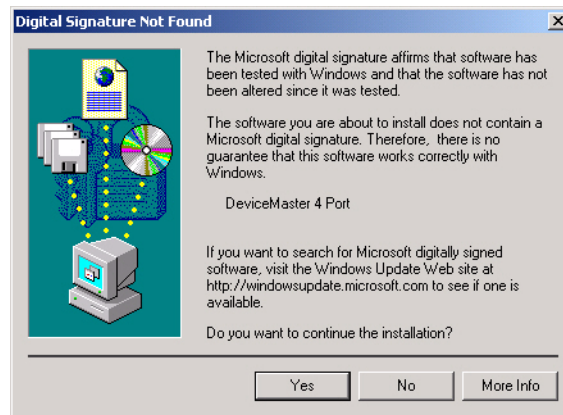 Digital Signature Not Found
The Microsoft digital signature affirms that software has
been tested with Windows and that the software has not
been altered since it was tested.
The software you are about to install does not contain a
Microsoft digital signature. Therefore, there is no
guarantee that this software works correctly with
Windows.
DeviceMaster 4 Port
If you want to search for Microsoft digitally signed
software, visit the Windows Update Web site at
http://windowsupdate.microsoft.com to see if one is
available.
Do you want to continue the installation?
Yes
No
More Info